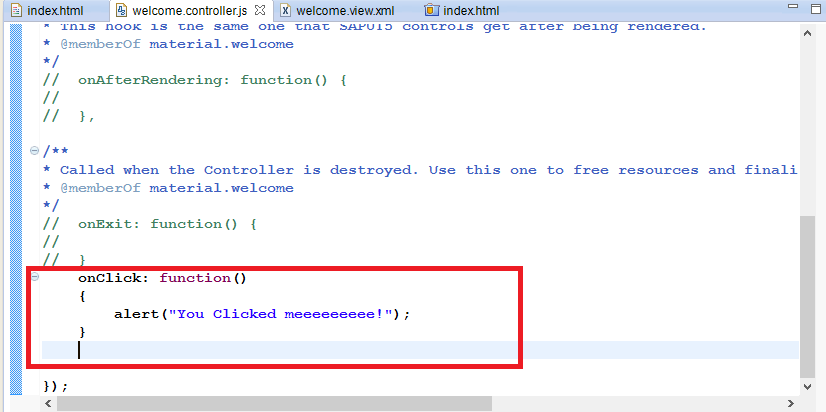 index.html welcome.controller.js welcome.view.xml index.html
* This hook is the same one that SAPUI5 controls get after being rendered.
* @memberOf material.welcome
*/
//  onAfterRendering: function() {
//
//  },
/**
* Called when the Controller is destroyed. Use this one to free resources and finali
* @memberOf material.welcome
*/
//  onExit: function() {
//
//  }
onClick: function()
{
alert("You Clicked meeeeeeeee!");
}
});